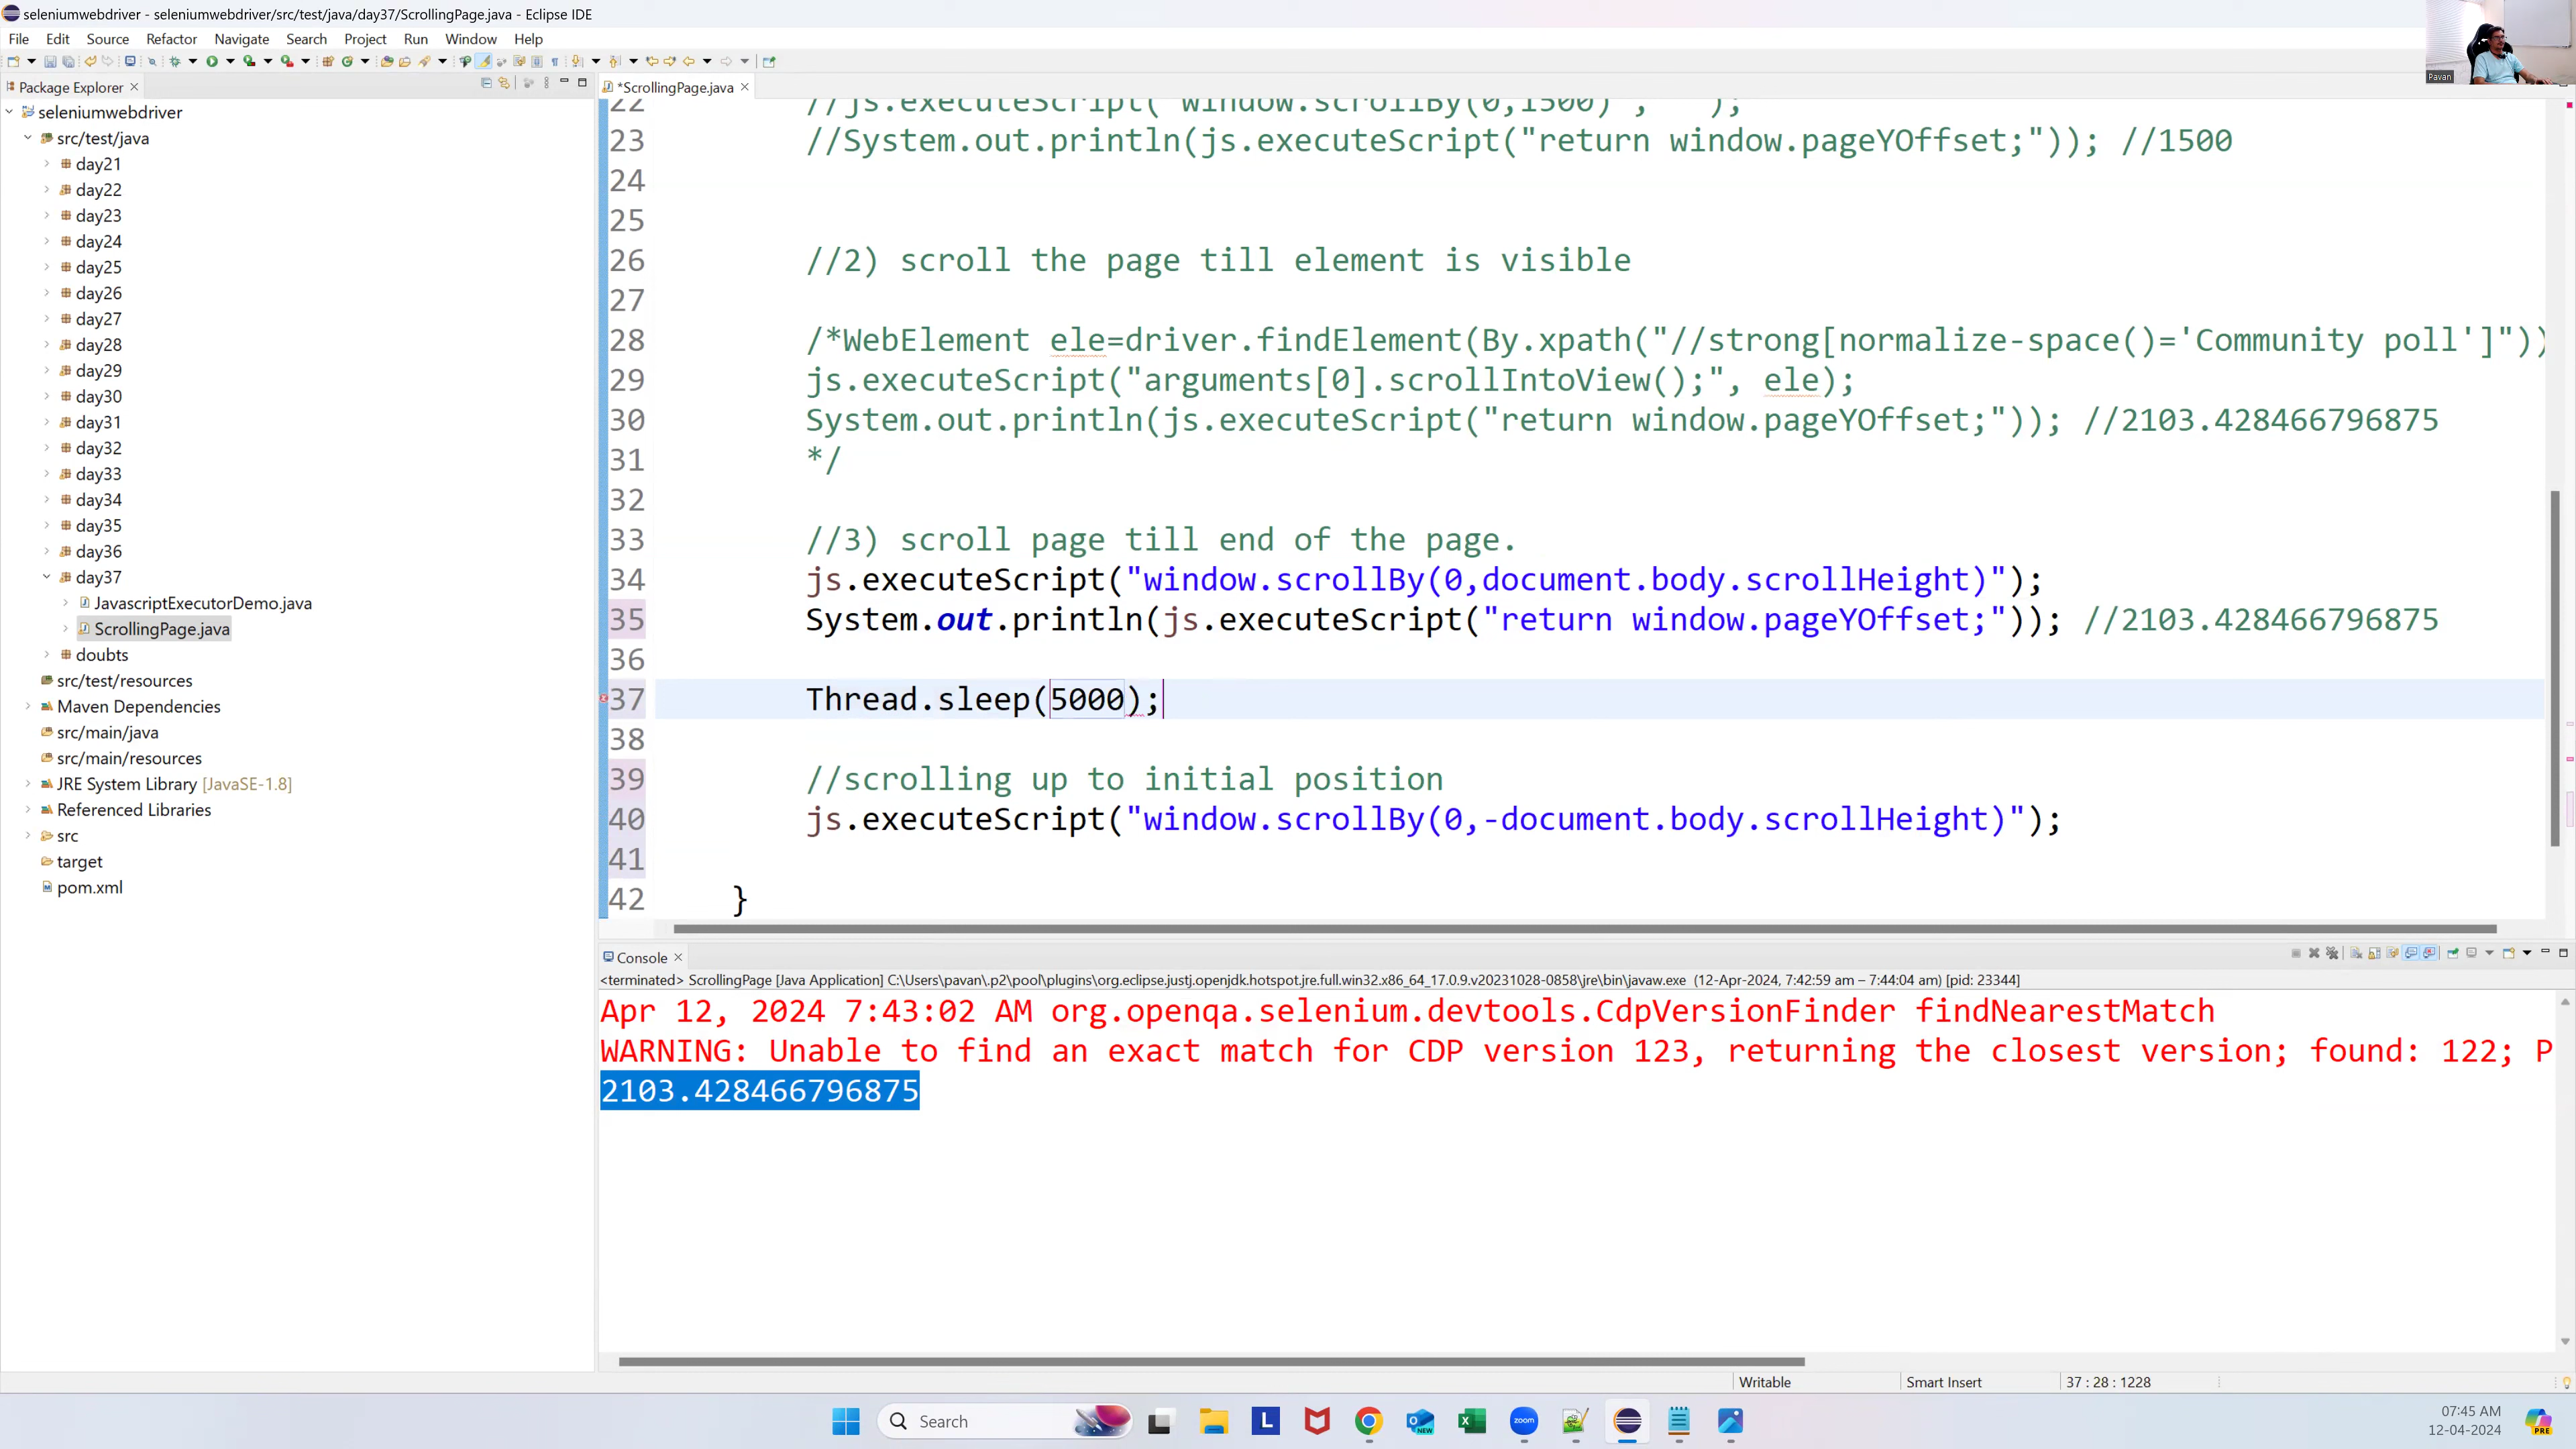 seleniumwebdriver - seleniumwebdriver/src/test/java/day37/ScrollingPage.java - Eclipse IDE
File Edit Source Refactor Navigate Search Project Run Window Help
Pavan
Package Explorer
*ScrollingPage.java
seleniumwebdriver
src/test/java
day21
day22
day23
day24
day25
day26
day27
day28
day29
day30
day31
day32
day33
day34
day35
day36
day37
JavascriptExecutorDemo.java
ScrollingPage.java
doubts
src/test/resources
Maven Dependencies
src/main/java
src/main/resources
JRE System Library [JavaSE-1.8]
Referenced Libraries
src
target
pom.xml
22 //js.executeScript("window.scrollBy(0,1500)", "");
23 //System.out.println(js.executeScript("return window.pageYOffset;")); //1500
24
25
26 //2) scroll the page till element is visible
27
28 /*WebElement ele=driver.findElement(By.xpath("//strong[normalize-space()='Community poll']"))
29 js.executeScript("arguments[0].scrollIntoView();", ele);
30 System.out.println(js.executeScript("return window.pageYOffset;")); //2103.428466796875
31 */
32
33 //3) scroll page till end of the page.
34 js.executeScript("window.scrollBy(0,document.body.scrollHeight)");
35 System.out.println(js.executeScript("return window.pageYOffset;")); //2103.428466796875
36
37 Thread.sleep(5000);
38
39 //scrolling up to initial position
40 js.executeScript("window.scrollBy(0,-document.body.scrollHeight)");
41
42 }
Console
<terminated> ScrollingPage [Java Application] C:\Users\pavan\.p2\pool\plugins\org.eclipse.justj.openjdk.hotspot.jre.full.win32.x86_64_17.0.9.v20231028-0858\jre\bin\javaw.exe (12-Apr-2024, 7:42:59 am – 7:44:04 am) [pid: 23344]
Apr 12, 2024 7:43:02 AM org.openqa.selenium.devtools.CdpVersionFinder findNearestMatch
WARNING: Unable to find an exact match for CDP version 123, returning the closest version; found: 122; P
2103.428466796875
Writable Smart Insert 37 : 28 : 1228
Search
L
NEW
zoom
07:45 AM
12-04-2024
PRE